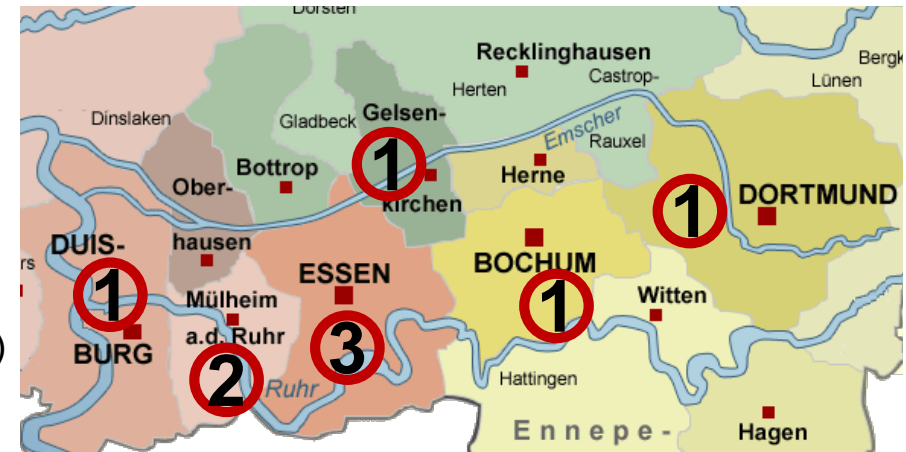 Dorsten
Recklinghausen
Castrop-
Bergk
Lünen
Herten
Dinslaken
Gladbeck
Gelsen-
1
kirchen
Emscher
Rauxel
Bottrop
Herne
Ober-
hausen
1
DORTMUND
DUIS-
1
BURG
rs
ESSEN
BOCHUM
1
Mülheim
a.d. Ruhr
2
3
Witten
)
Ruhr
Hattingen
Ennepe-
Hagen